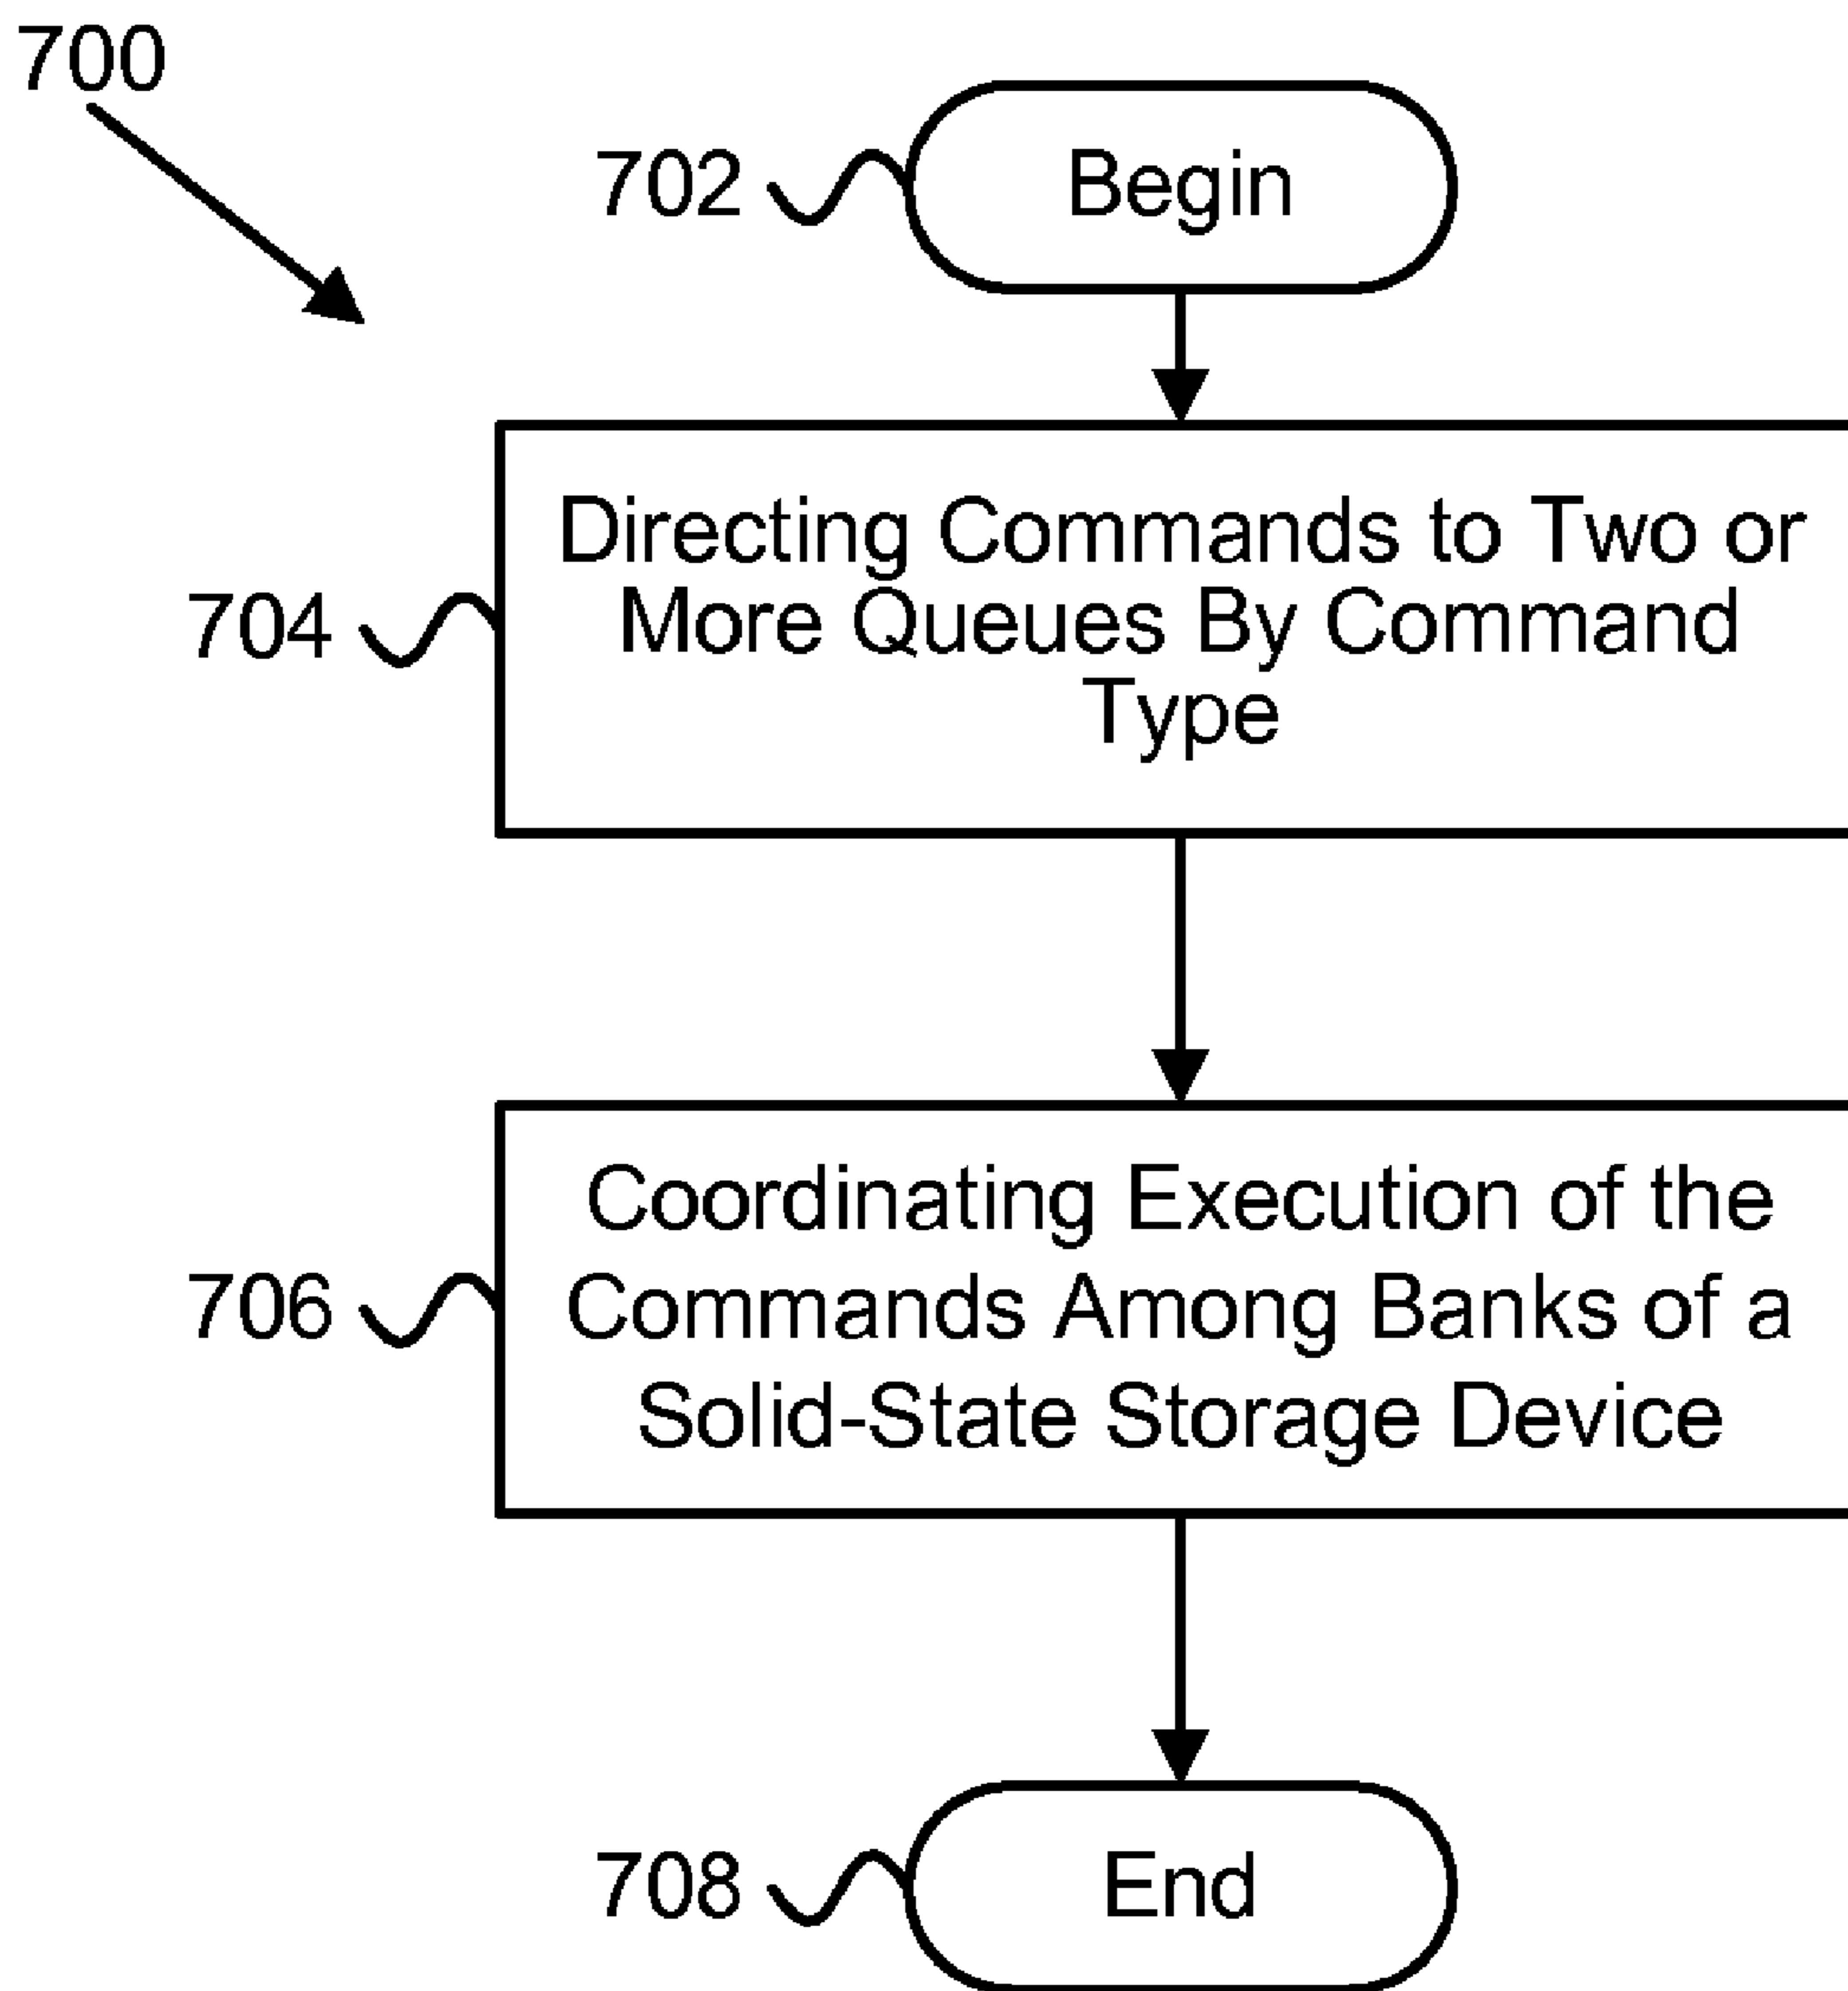 700
702
Begin
704
Directing Commands to Two or
More Queues By Command
Type
706
Coordinating Execution of the
Commands Among Banks of a
Solid-State Storage Device
708
End